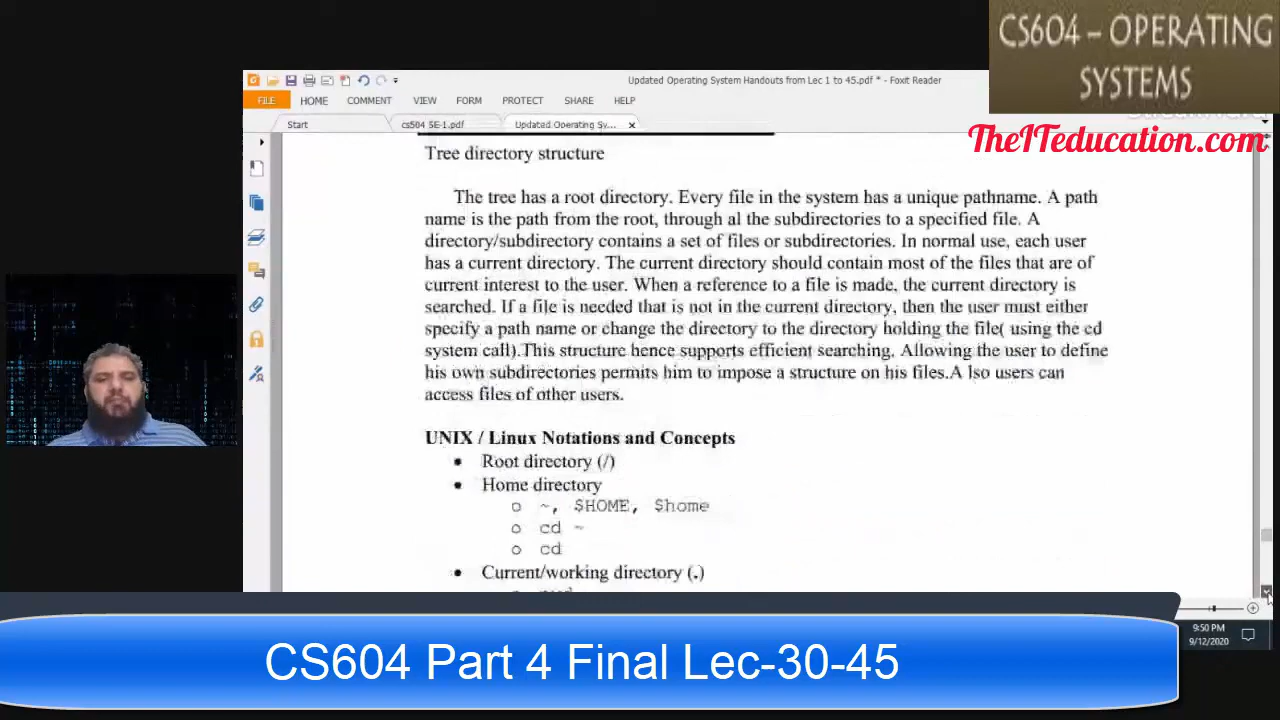 CS604 – OPERATING
SYSTEMS
Updated Operating System Handouts from Lec 1 to 45.pdf * - Foxit Reader
FILE HOME COMMENT VIEW FORM PROTECT SHARE HELP
TheITeducation.com
Start cs504 SE-1.pdf Updated Operating Sy... ×
Tree directory structure
The tree has a root directory. Every file in the system has a unique pathname. A path
name is the path from the root, through al the subdirectories to a specified file. A
directory/subdirectory contains a set of files or subdirectories. In normal use, each user
has a current directory. The current directory should contain most of the files that are of
current interest to the user. When a reference to a file is made, the current directory is
searched. If a file is needed that is not in the current directory, then the user must either
specify a path name or change the directory to the directory holding the file( using the cd
system call).This structure hence supports efficient searching. Allowing the user to define
his own subdirectories permits him to impose a structure on his files.A lso users can
access files of other users.
UNIX / Linux Notations and Concepts
• Root directory (/)
• Home directory
o ~, $HOME, $home
o cd ~
o cd
• Current/working directory (.)
9:50 PM
9/12/2020
CS604 Part 4 Final Lec-30-45